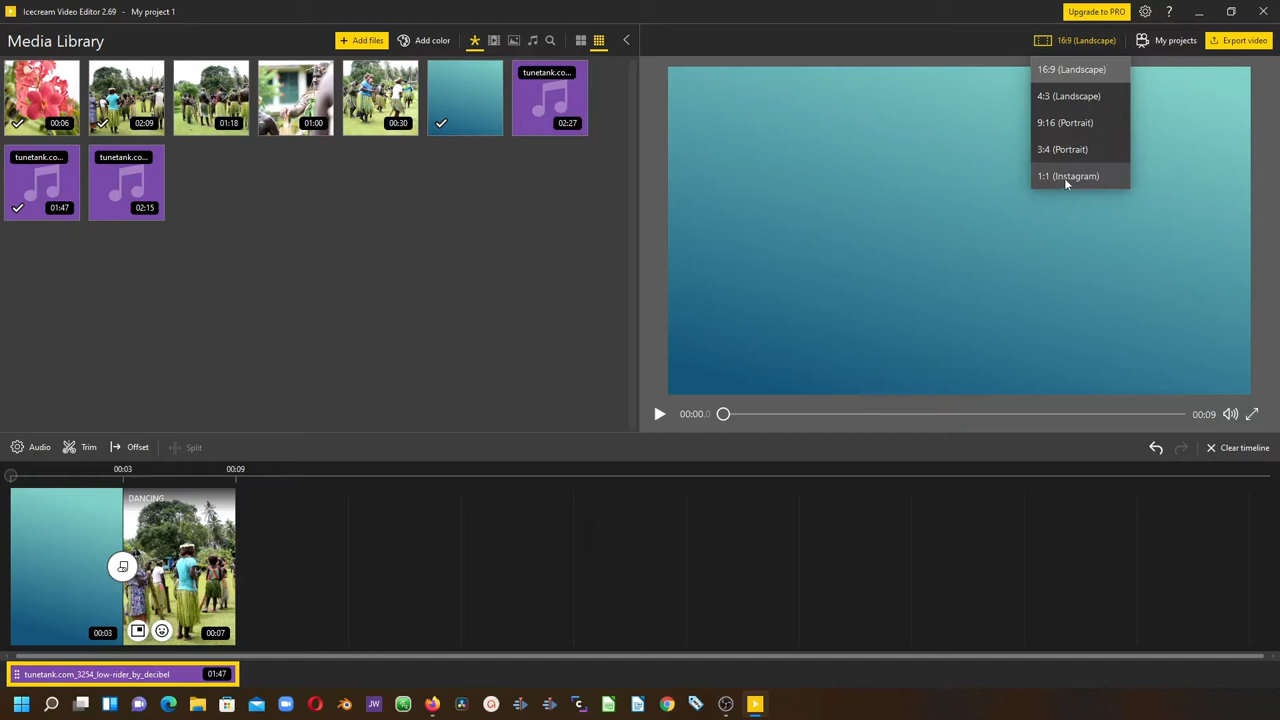 Icecream Video Editor 2.69 - My project 1
Upgrade to PRO
Media Library
Add files
Add color
16:9 (Landscape)
My projects
Export video
16:9 (Landscape)
4:3 (Landscape)
9:16 (Portrait)
3:4 (Portrait)
1:1 (Instagram)
00:06
02:09
01:18
01:00
00:30
tunetank.co...
02:27
tunetank.co...
01:47
tunetank.co...
02:15
00:00.0
00:09
Audio
Trim
Offset
Split
Clear timeline
00:03
00:09
DANCING
00:03
00:07
tunetank.com_3254_low-rider_by_decibel
01:47
JW